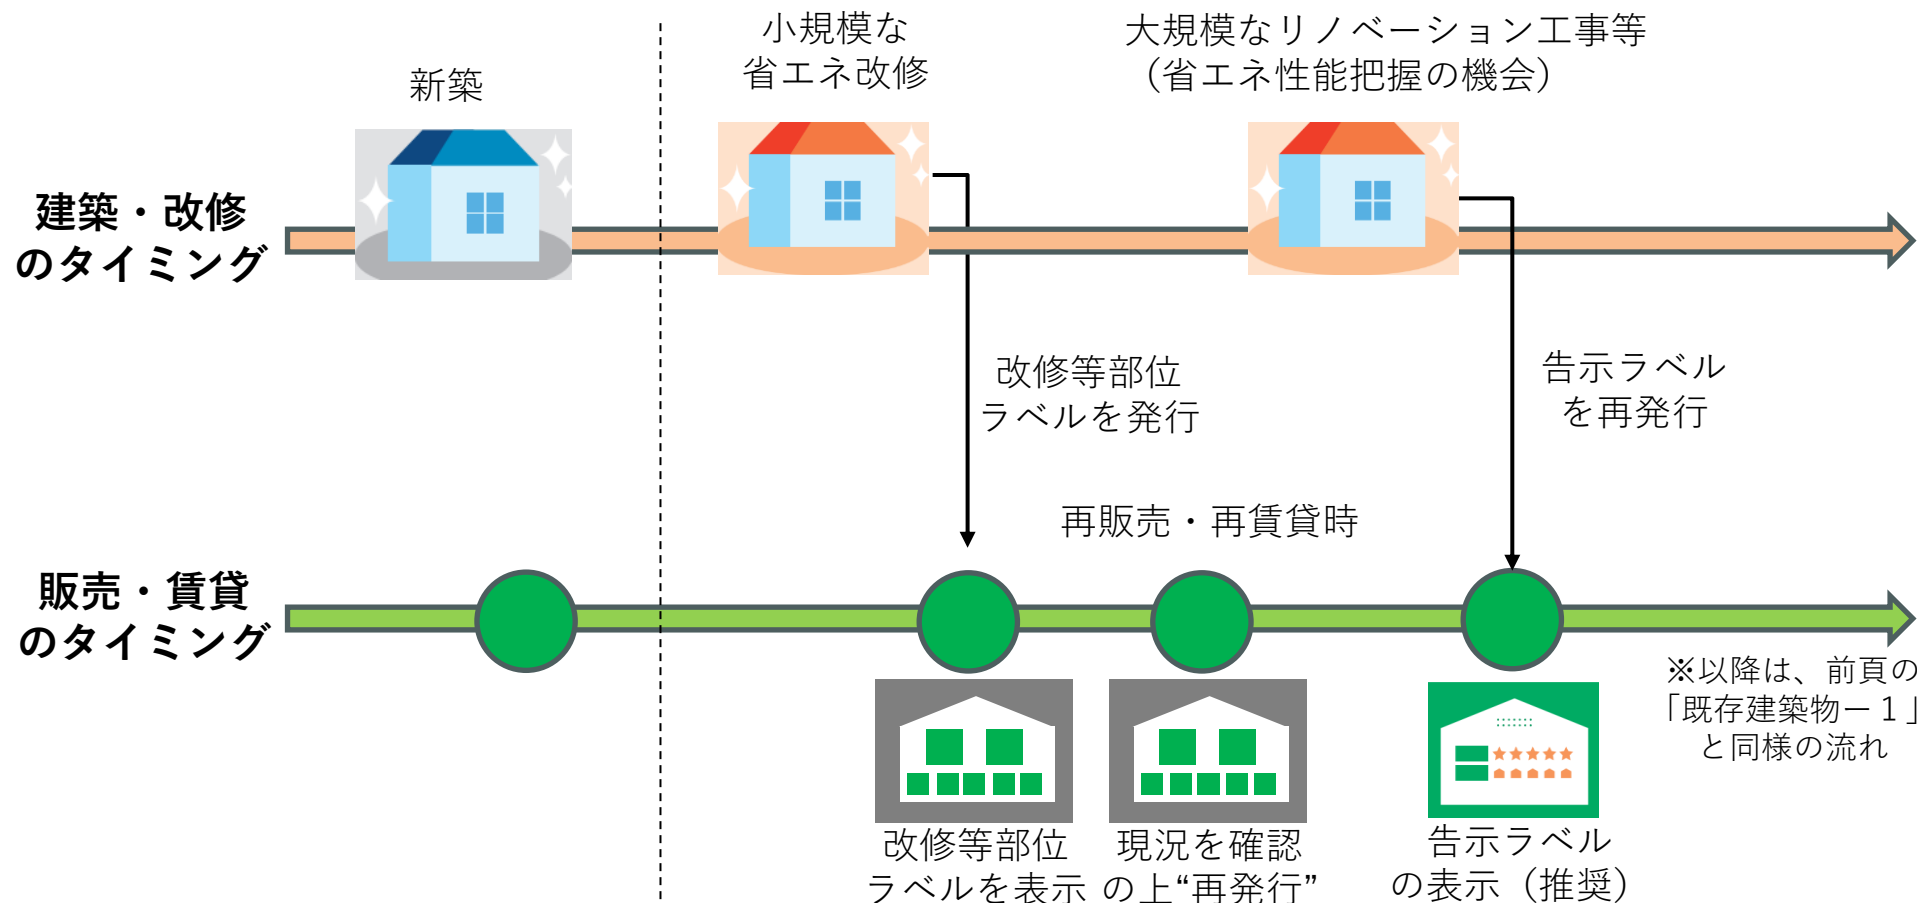 新築
小規模な
省エネ改修
大規模なリノベーション工事等
（省エネ性能把握の機会）
建築・改修
のタイミング
改修等部位
ラベルを発行
告示ラベル
を再発行
再販売・再賃貸時
販売・賃貸
のタイミング
※以降は、前頁の
「既存建築物ー１」
と同様の流れ
改修等部位
ラベルを表示
現況を確認
の上“再発行”
告示ラベル
の表示（推奨）